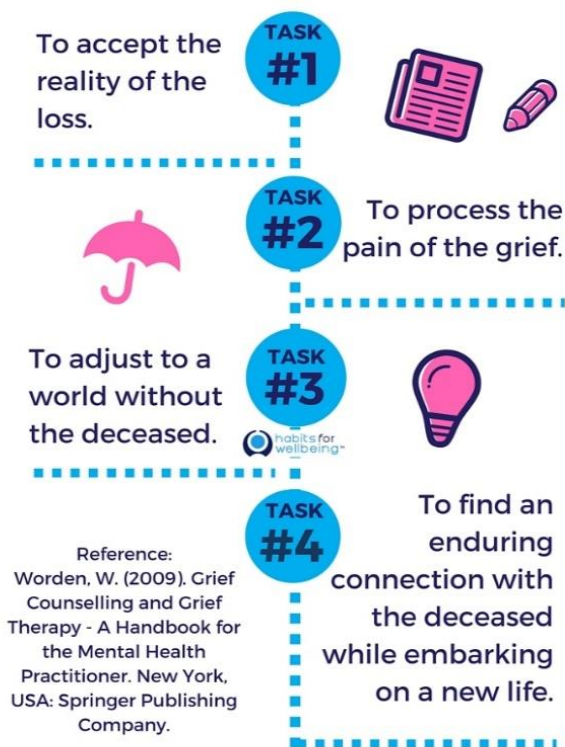 TASK
#1
To accept the
reality of the
loss.
TASK
#2
To process the
pain of the grief.
TASK
#3
To adjust to a
world without
the deceased.
habits for
wellbeing™
TASK
#4
To find an
enduring
connection with
the deceased
while embarking
on a new life.
Reference:
Worden, W. (2009). Grief
Counselling and Grief
Therapy - A Handbook for
the Mental Health
Practitioner. New York,
USA: Springer Publishing
Company.